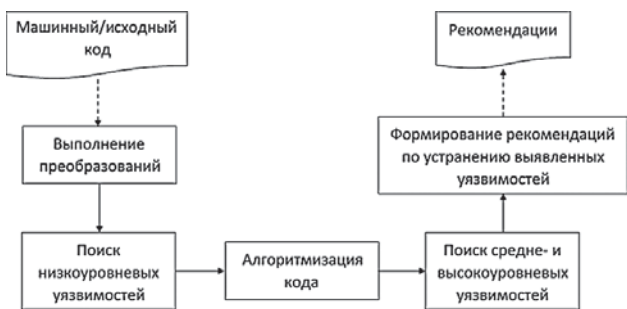 Машинный/исходный
код
Выполнение
преобразований
Поиск
низкоуровневых
уязвимостей
Алгоритмизация
кода
Поиск средне- и
высокоуровневых
уязвимостей
Формирование рекомендаций
по устранению выявленных
уязвимостей
Рекомендации